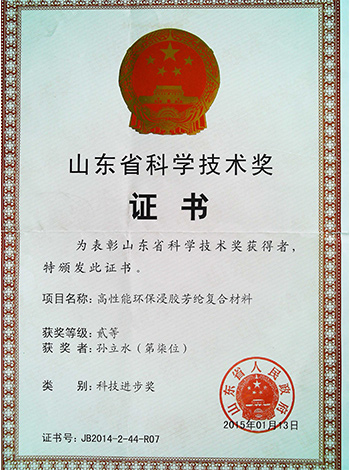 山东省科学技术奖
证书
为表彰山东省科学技术奖获得者，
特颁发此证书。
项目名称：高性能环保浸胶芳纶复合材料
获奖等级：贰等
获 奖 者：孙立水（第柒位）
类 别：科技进步奖
山东省人民政府
2015年01月13日
证书号：JB2014-2-44-R07